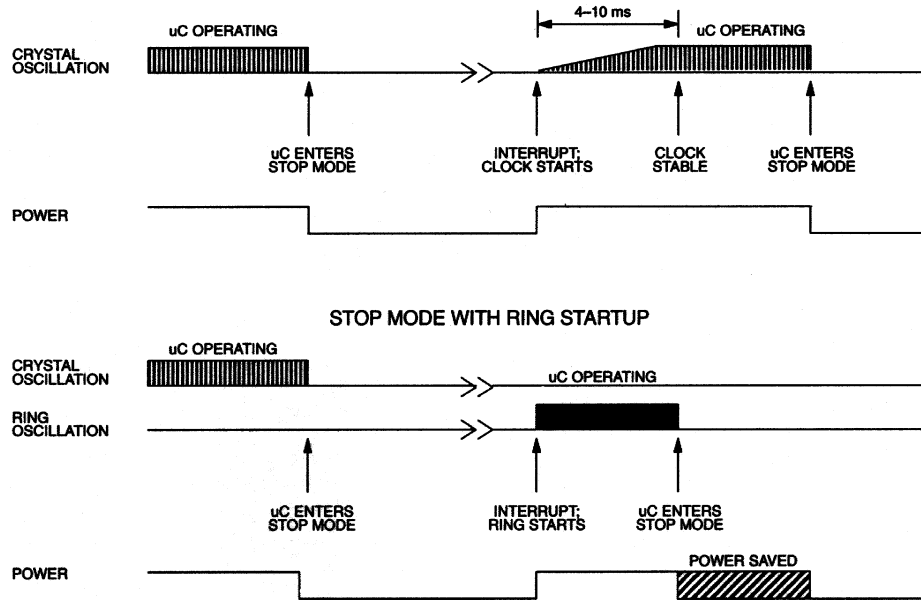 4–10 ms
uC OPERATING
uC OPERATING
CRYSTAL
OSCILLATION
uC ENTERS
STOP MODE
INTERRUPT;
CLOCK STARTS
CLOCK
STABLE
uC ENTERS
STOP MODE
POWER
STOP MODE WITH RING STARTUP
uC OPERATING
CRYSTAL
OSCILLATION
uC OPERATING
RING
OSCILLATION
uC ENTERS
STOP MODE
INTERRUPT;
RING STARTS
uC ENTERS
STOP MODE
POWER
POWER SAVED